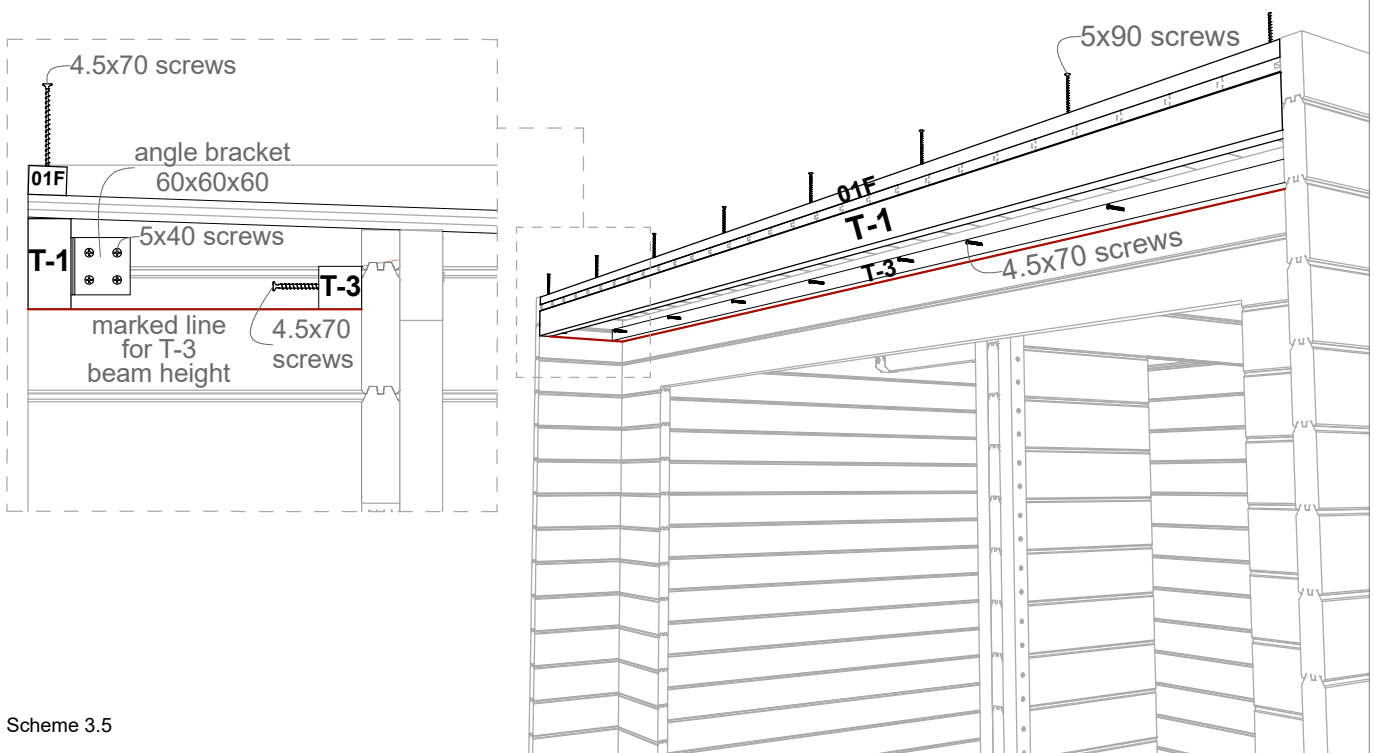 4.5x70 screws
angle bracket
60x60x60
01F
5x40 screws
T-1
T-3
marked line
for T-3
beam height
4.5x70
screws
5x90 screws
01F
T-1
T-3
4.5x70 screws
Scheme 3.5